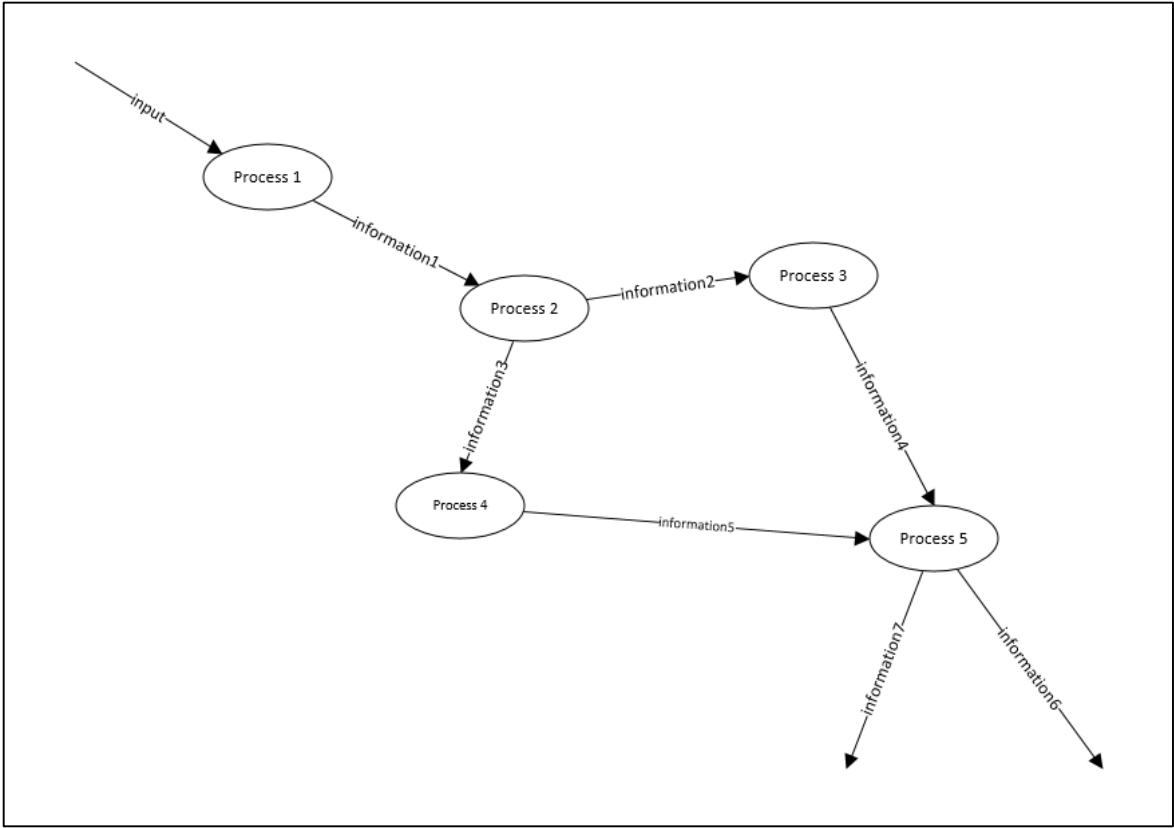 input
Process 1
information1
Process 2
information2
Process 3
information3
information4
Process 4
information5
Process 5
information7
information6